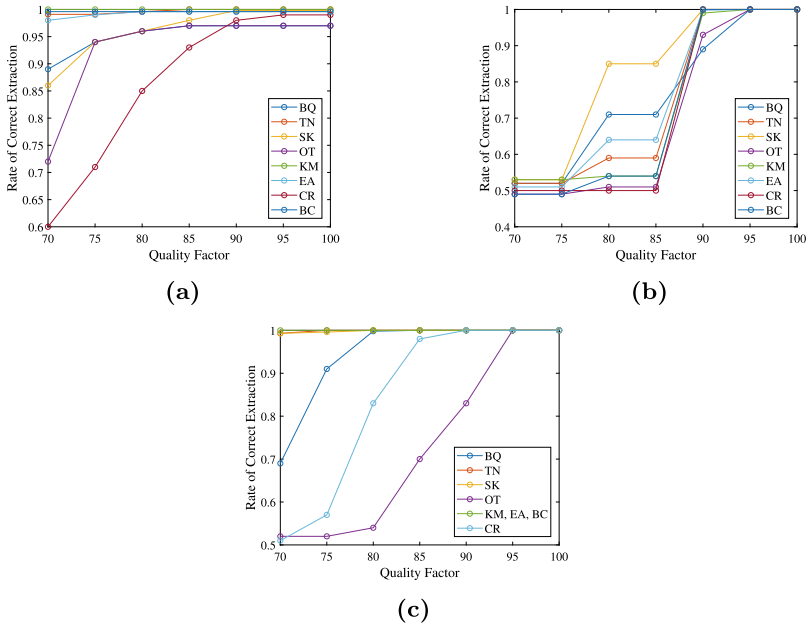 1
0.95
0.9
0.85
0.8
0.75
0.7
0.65
0.6
70 75 80 85 90 95 100
Rate of Correct Extraction
Quality Factor
BQ
TN
SK
OT
KM
EA
CR
BC
(a)
1
0.9
0.8
0.7
0.6
0.5
0.4
70 75 80 85 90 95 100
Rate of Correct Extraction
Quality Factor
BQ
TN
SK
OT
KM
EA
CR
BC
(b)
1
0.9
0.8
0.7
0.6
0.5
70 75 80 85 90 95 100
Rate of Correct Extraction
Quality Factor
BQ
TN
SK
OT
KM, EA, BC
CR
(c)